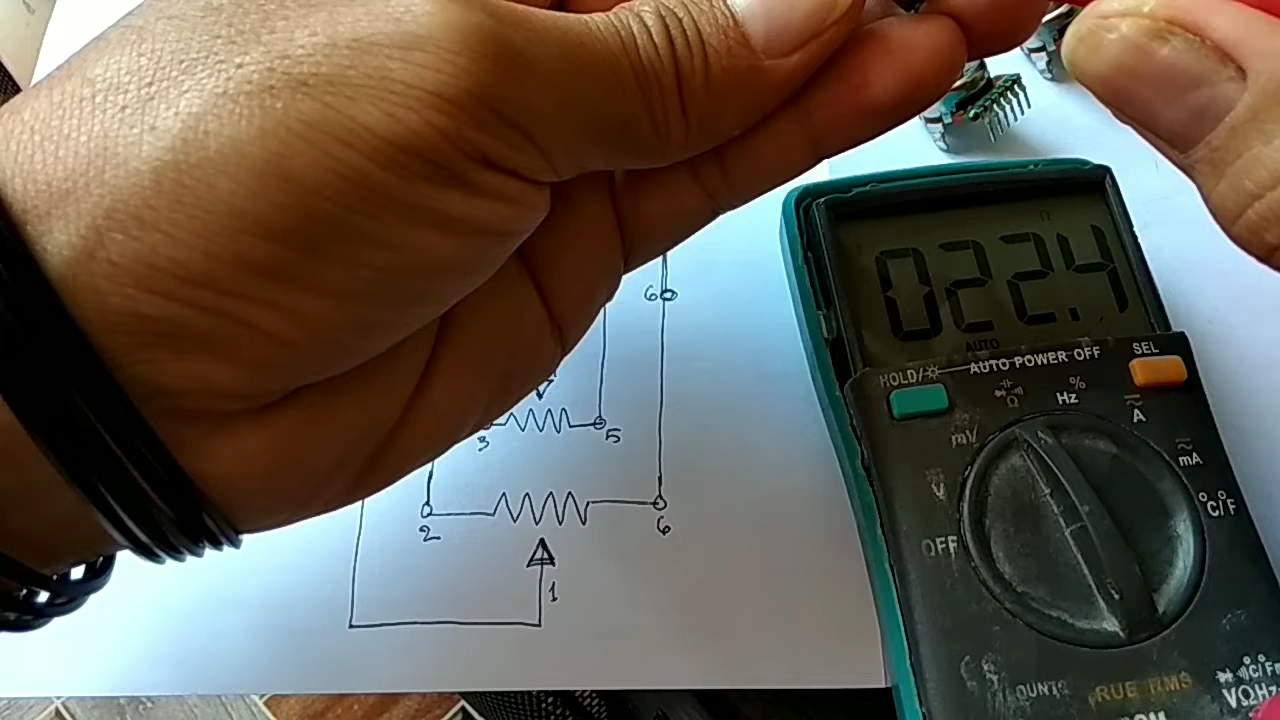 022.4
Ω
AUTO
HOLD/☼ AUTO POWER OFF SEL
Ω
Hz %
A
mV
mA
V
°C/F
OFF
6
3
5
2
6
1
RUE RMS
°C/F
VΩHz